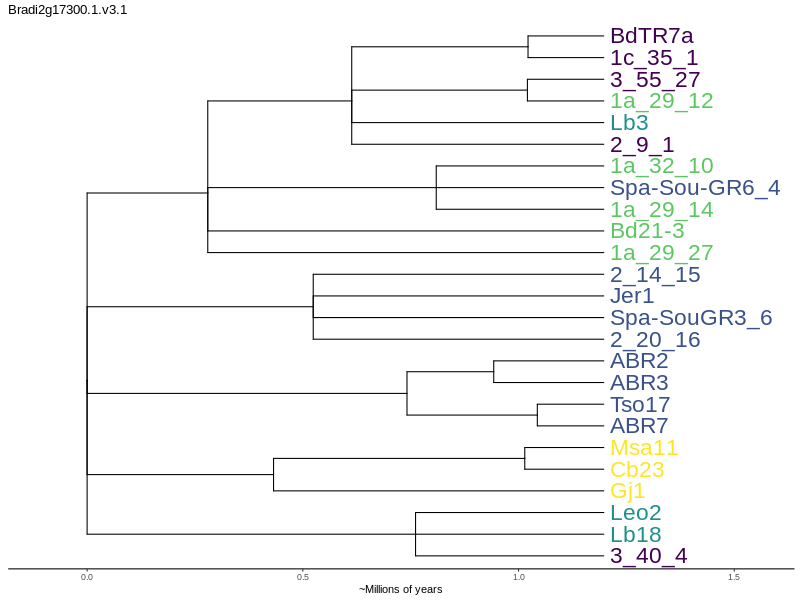 Bradi2g17300.1.v3.1
BdTR7a
1c_35_1
3_55_27
1a_29_12
Lb3
2_9_1
1a_32_10
Spa-Sou-GR6_4
1a_29_14
Bd21-3
1a_29_27
2_14_15
Jer1
Spa-SouGR3_6
2_20_16
ABR2
ABR3
Tso17
ABR7
Msa11
Cb23
Gj1
Leo2
Lb18
3_40_4
0.0 0.5 1.0 1.5
~Millions of years